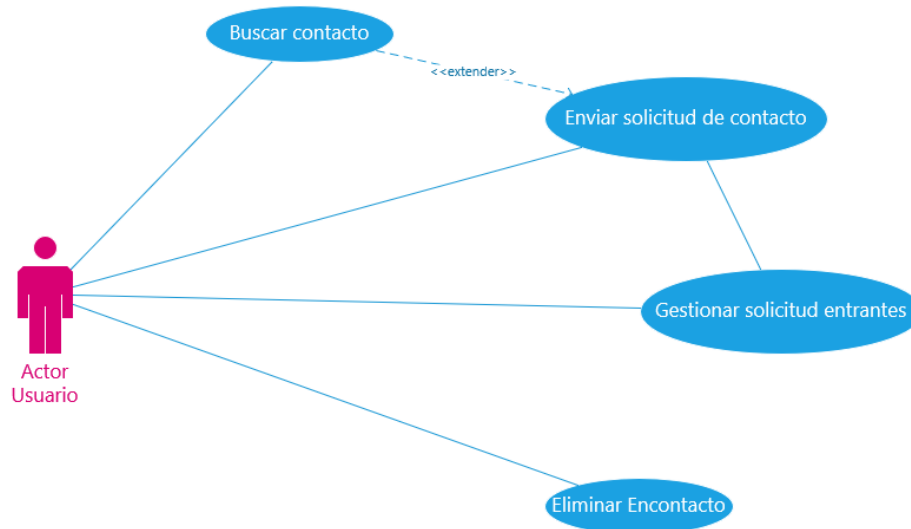 Buscar contacto
<<extender>>
Enviar solicitud de contacto
Gestionar solicitud entrantes
Actor
Usuario
Eliminar Encontacto